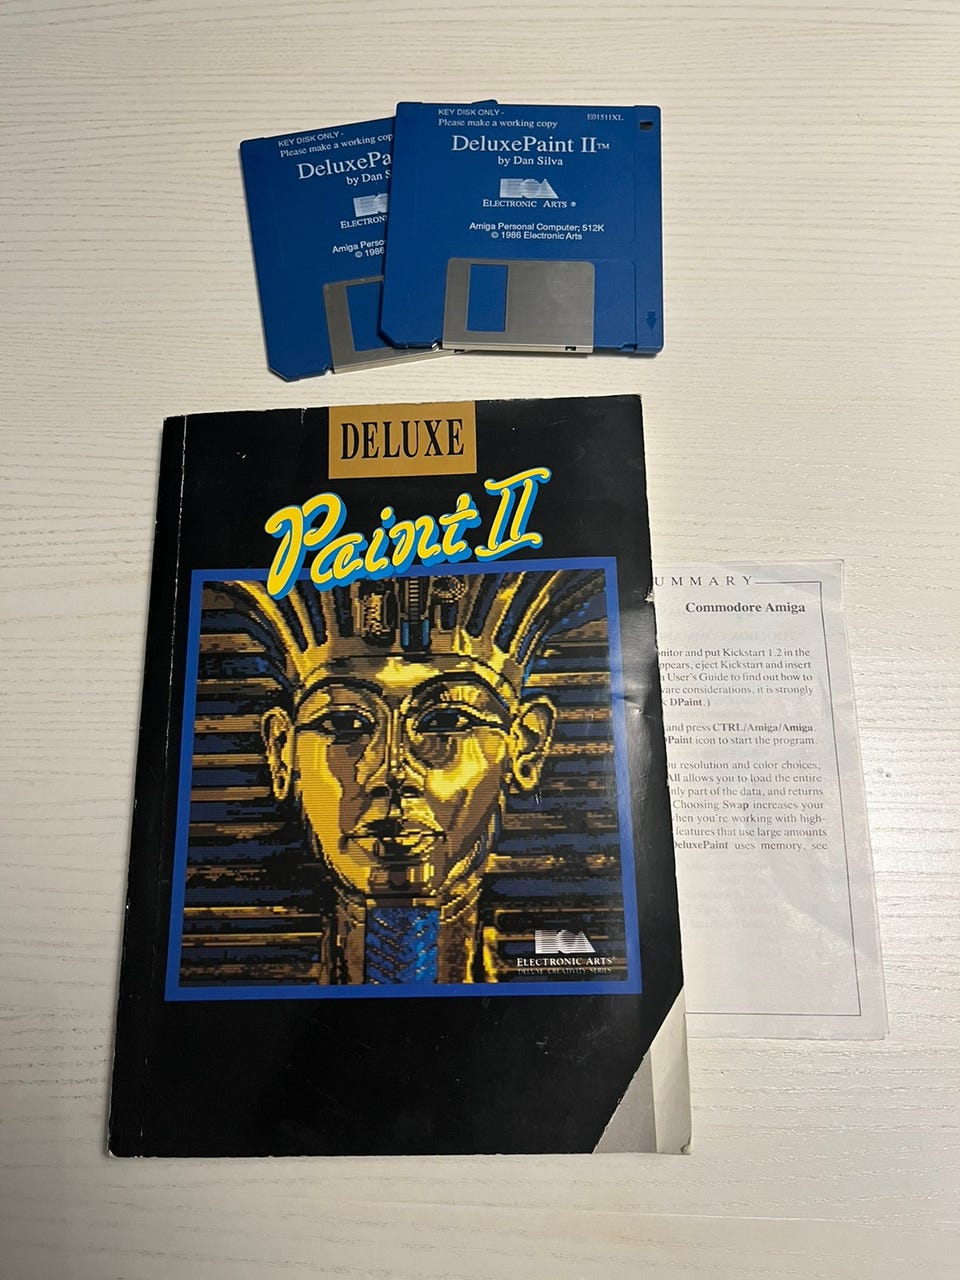 KEY DISK ONLY -
Please make a working cop
DeluxePa
by Dan S
ELECTRON
Amiga Perso
© 1986
KEY DISK ONLY -
Please make a working copy
E01511XL
DeluxePaint II™
by Dan Silva
ELECTRONIC ARTS ®
Amiga Personal Computer; 512K
© 1986 Electronic Arts
DELUXE
Paint II
ELECTRONIC ARTS®
DELUXE CREATIVITY SERIES
UMMARY
Commodore Amiga
onitor and put Kickstart 1.2 in the
ppears, eject Kickstart and insert
a User's Guide to find out how to
ware considerations, it is strongly
k DPaint.)
and press CTRL/Amiga/Amiga.
Paint icon to start the program.
u resolution and color choices,
All allows you to load the entire
nly part of the data, and returns
Choosing Swap increases your
hen you're working with high-
features that use large amounts
DeluxePaint uses memory, see